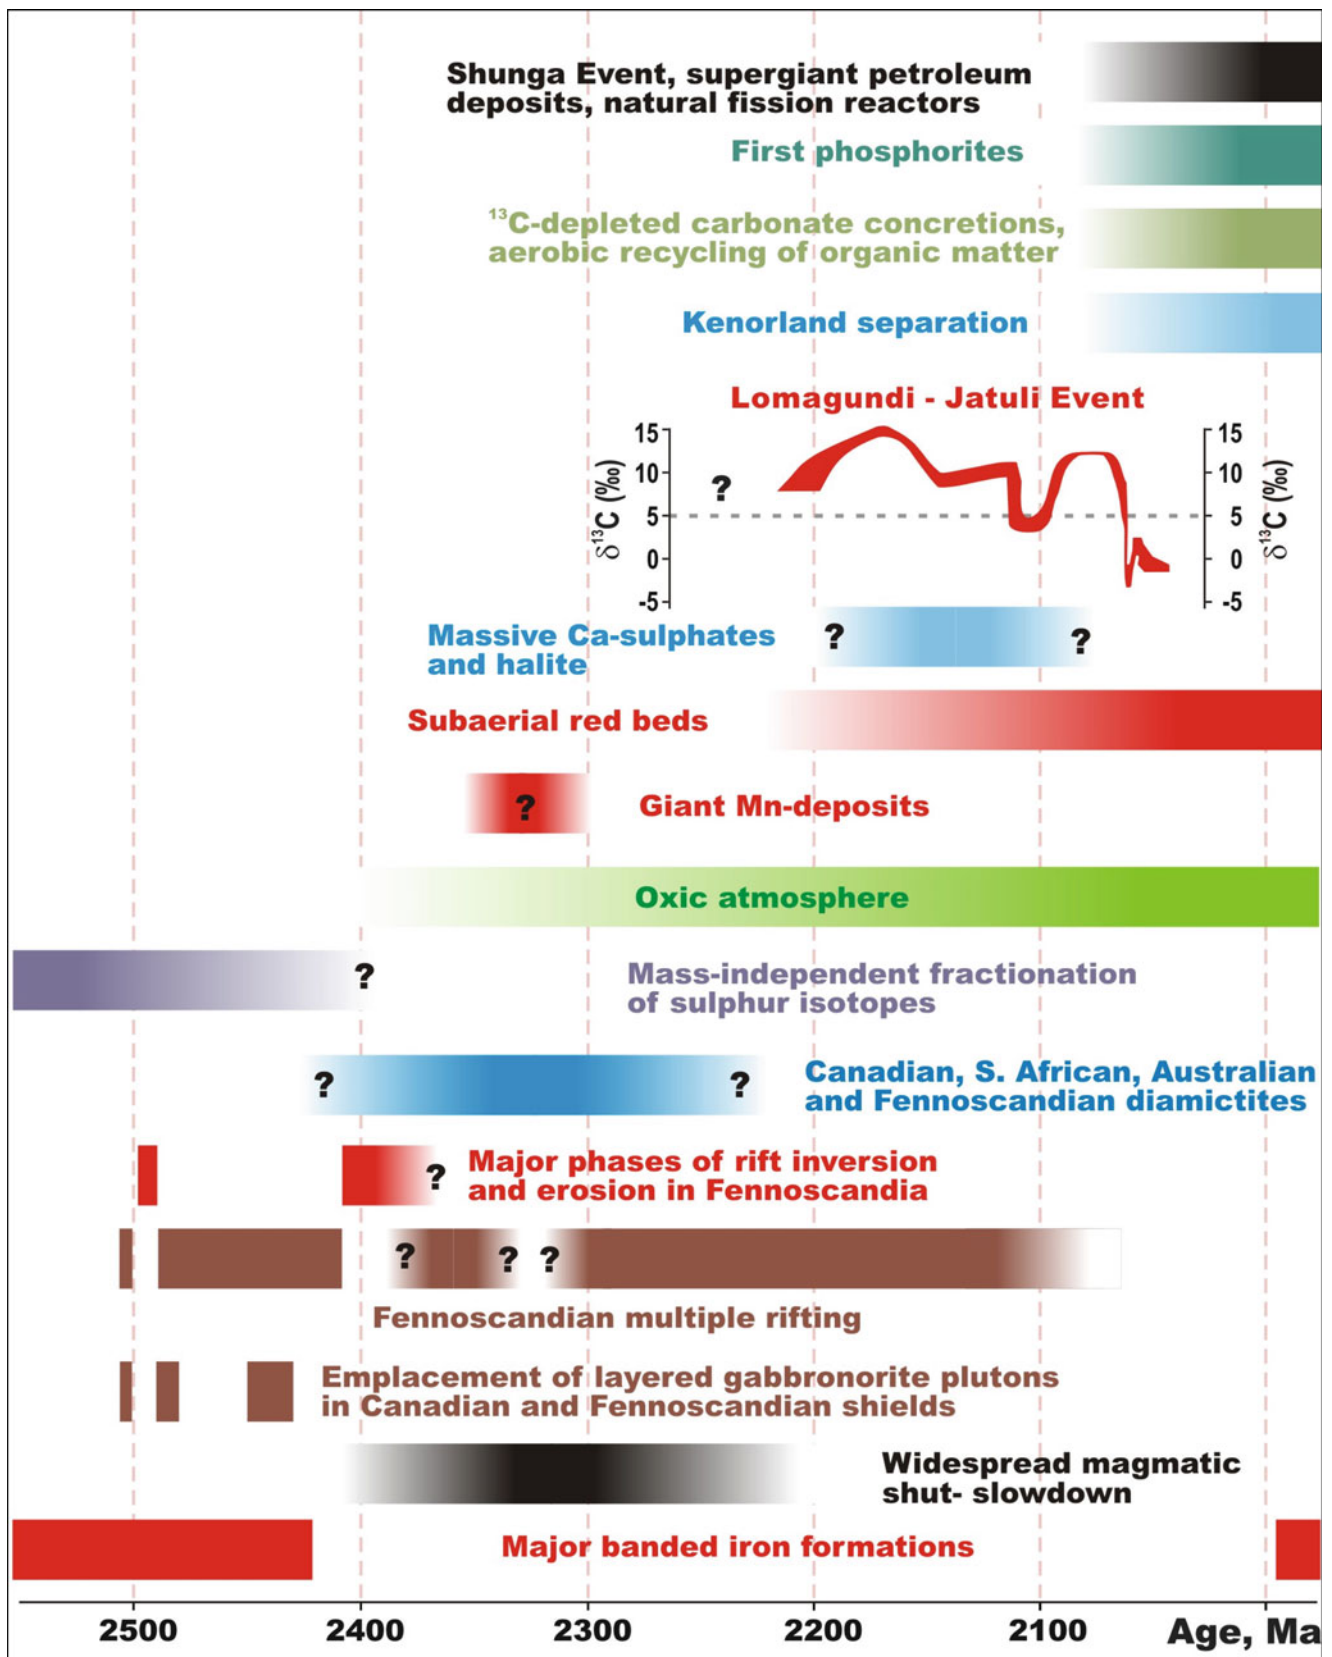 Shunga Event, supergiant petroleum
deposits, natural fission reactors
First phosphorites
¹³C-depleted carbonate concretions,
aerobic recycling of organic matter
Kenorland separation
Lomagundi - Jatuli Event
15
10
5
0
-5
δ¹³C (‰)
?
15
10
5
0
-5
δ¹³C (‰)
Massive Ca-sulphates
and halite
? ?
Subaerial red beds
? Giant Mn-deposits
Oxic atmosphere
? Mass-independent fractionation
of sulphur isotopes
? ? Canadian, S. African, Australian
and Fennoscandian diamictites
? Major phases of rift inversion
and erosion in Fennoscandia
? ? ?
Fennoscandian multiple rifting
Emplacement of layered gabbronorite plutons
in Canadian and Fennoscandian shields
Widespread magmatic
shut- slowdown
Major banded iron formations
2500 2400 2300 2200 2100 Age, Ma